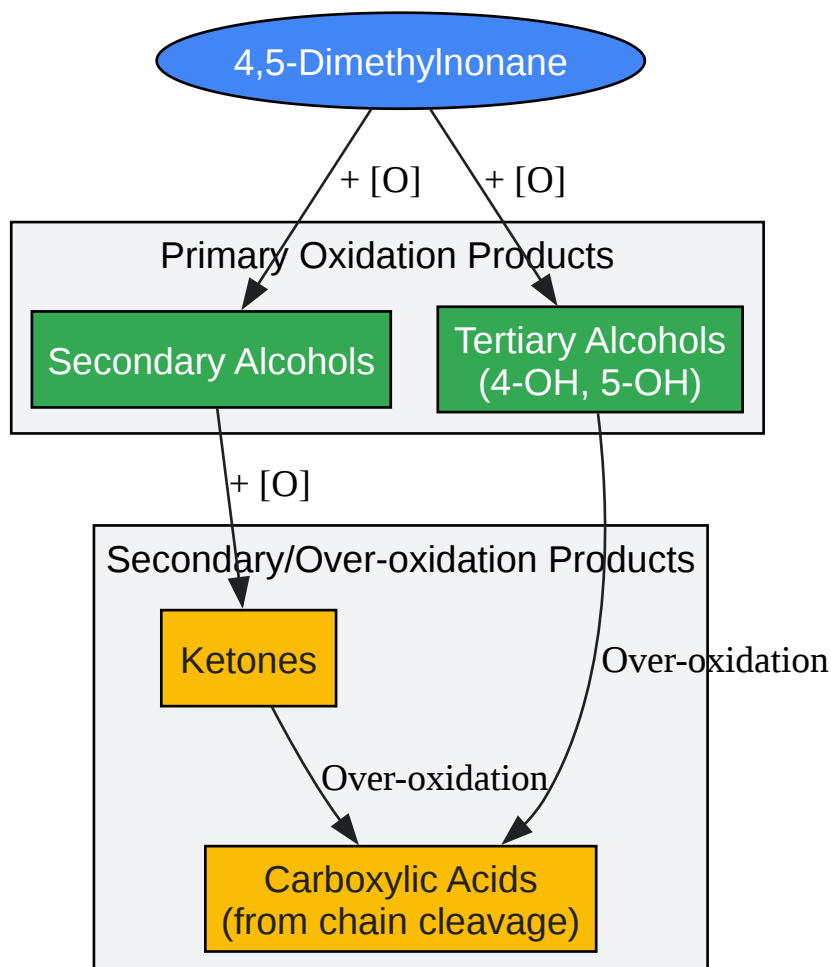 4,5-Dimethylnonane
+ [O]
+ [O]
Primary Oxidation Products
Secondary Alcohols
Tertiary Alcohols
(4-OH, 5-OH)
+ [O]
Secondary/Over-oxidation Products
Ketones
Over-oxidation
Over-oxidation
Carboxylic Acids
(from chain cleavage)